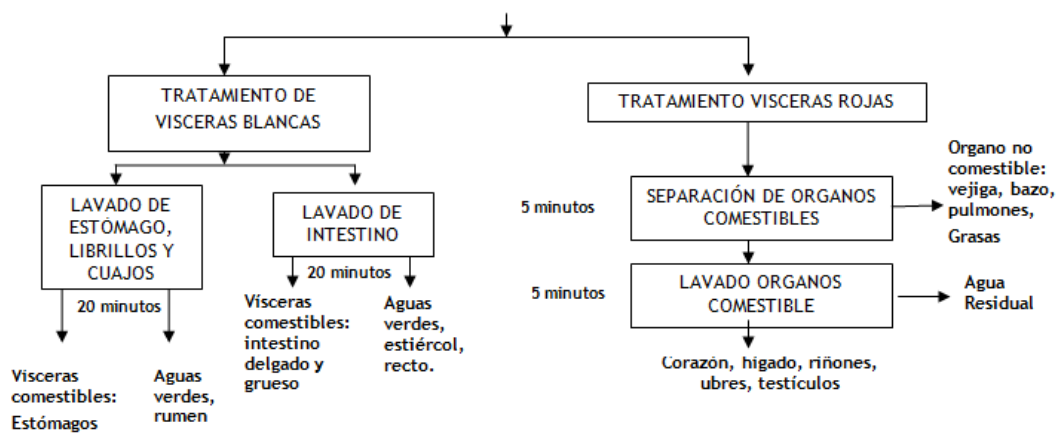 TRATAMIENTO DE
VISCERAS BLANCAS
LAVADO DE
ESTÓMAGO,
LIBRILLOS Y
CUAJOS
20 minutos
Vísceras
comestibles:
Estómagos
Aguas
verdes,
rumen
LAVADO DE
INTESTINO
20 minutos
Vísceras
comestibles:
intestino
delgado y
grueso
Aguas
verdes,
estiércol,
recto.
TRATAMIENTO VISCERAS ROJAS
5 minutos
SEPARACIÓN DE ORGANOS
COMESTIBLES
Organo no
comestible:
vejiga, bazo,
pulmones,
Grasas
5 minutos
LAVADO ORGANOS
COMESTIBLE
Agua
Residual
Corazón, hígado, riñones,
ubres, testículos